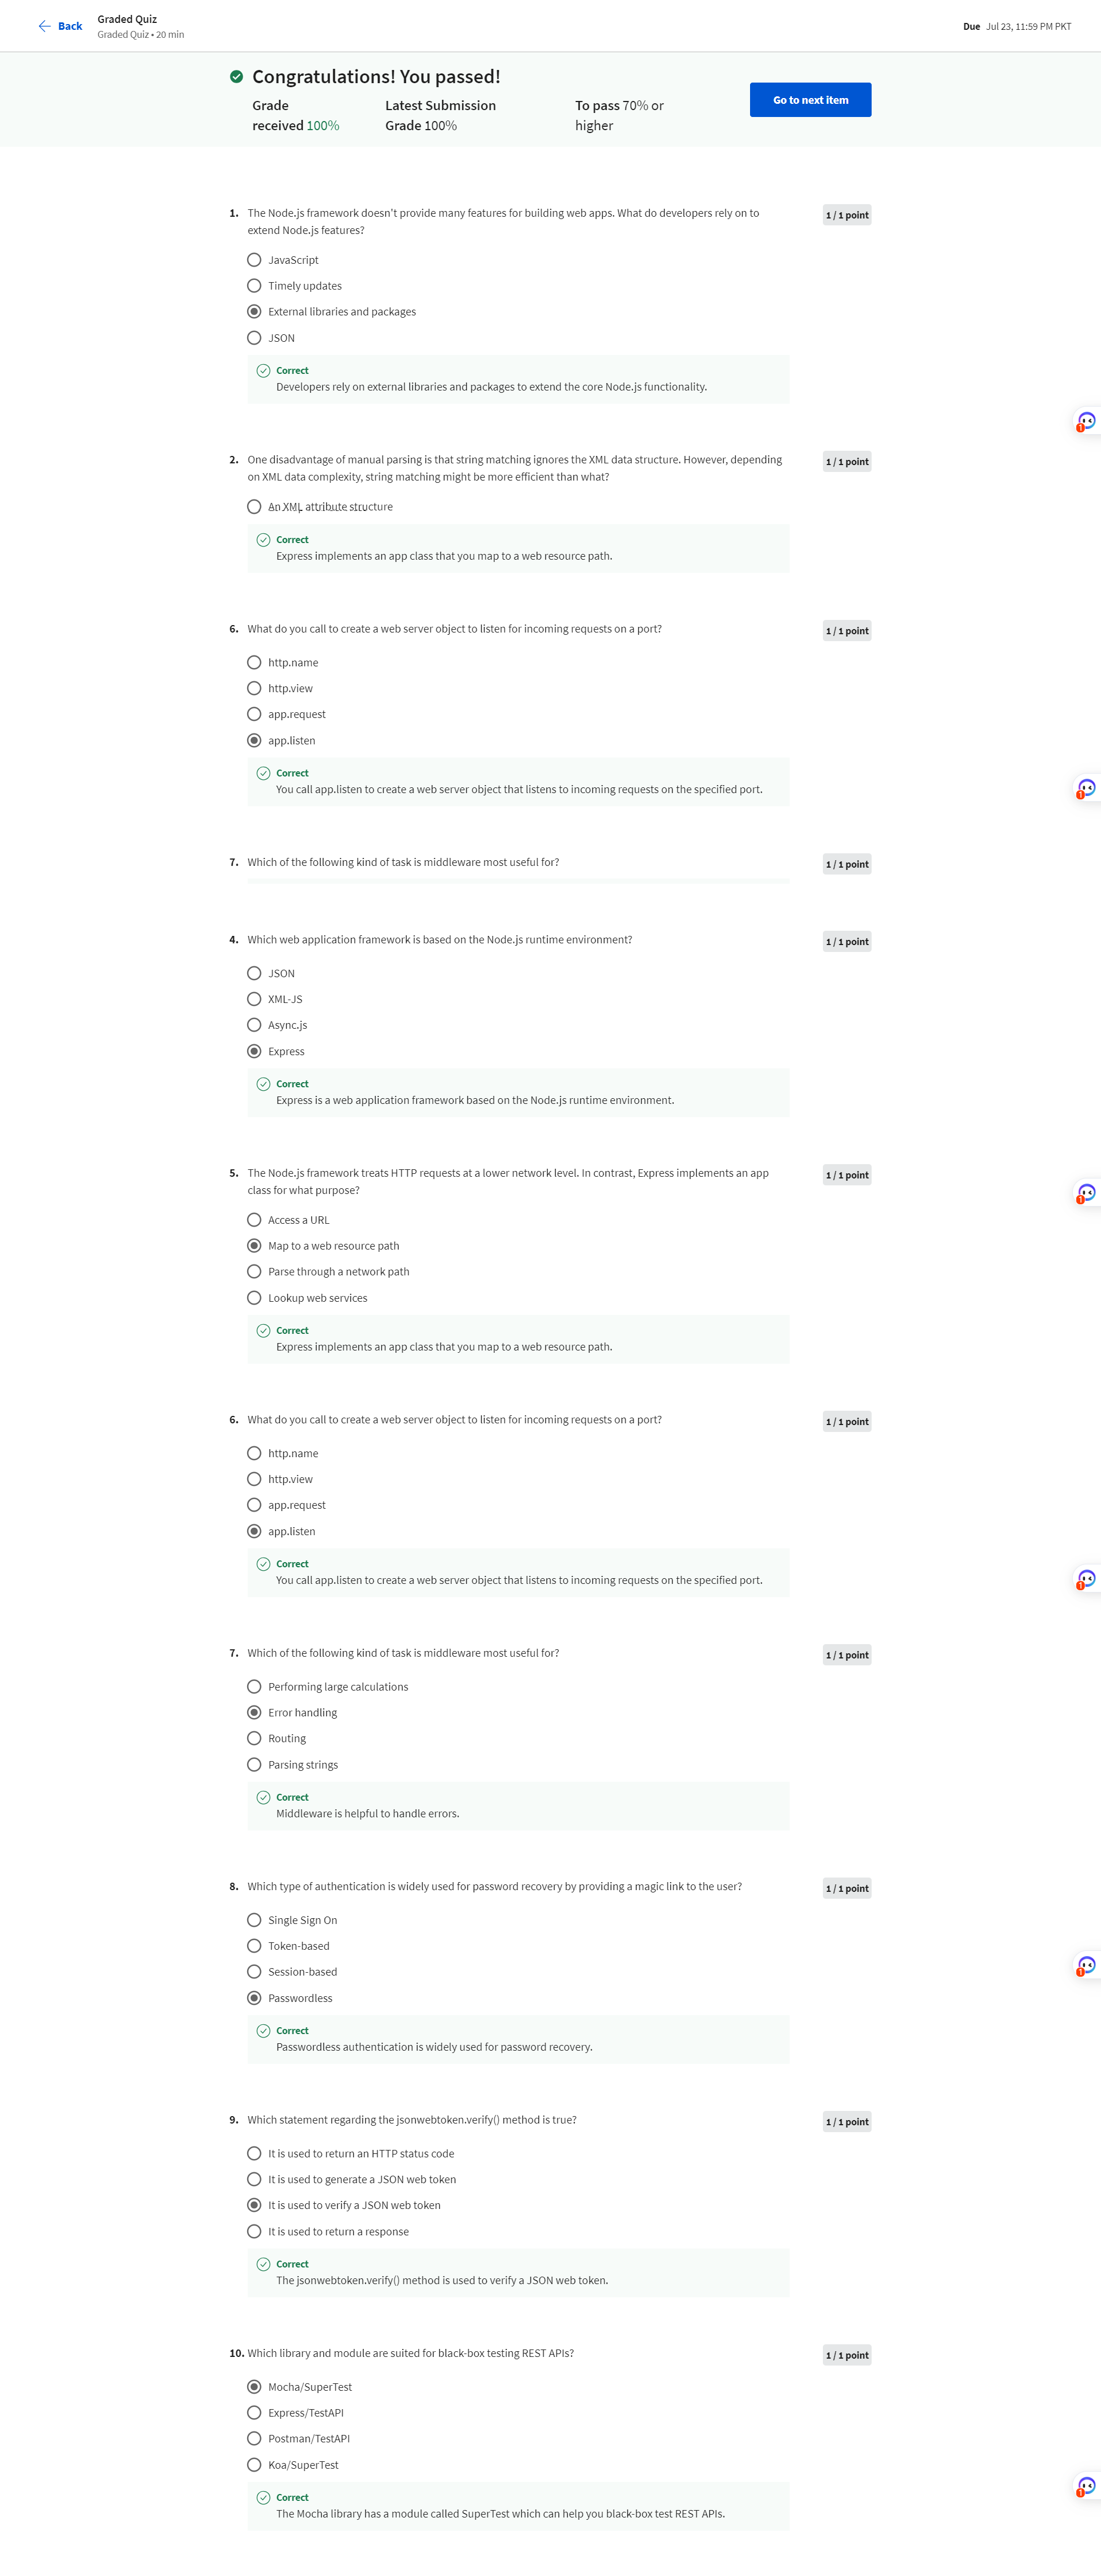 Back
Graded Quiz
Graded Quiz • 20 min
Due Jul 23, 11:59 PM PKT
Congratulations! You passed!
Grade
received 100%
Latest Submission
Grade 100%
To pass 70% or
higher
Go to next item
1. The Node.js framework doesn't provide many features for building web apps. What do developers rely on to
extend Node.js features?
1 / 1 point
JavaScript
Timely updates
External libraries and packages
JSON
Correct
Developers rely on external libraries and packages to extend the core Node.js functionality.
2. One disadvantage of manual parsing is that string matching ignores the XML data structure. However, depending
on XML data complexity, string matching might be more efficient than what?
1 / 1 point
An XML attribute structure
Correct
Express implements an app class that you map to a web resource path.
6. What do you call to create a web server object to listen for incoming requests on a port?
1 / 1 point
http.name
http.view
app.request
app.listen
Correct
You call app.listen to create a web server object that listens to incoming requests on the specified port.
7. Which of the following kind of task is middleware most useful for?
1 / 1 point
4. Which web application framework is based on the Node.js runtime environment?
1 / 1 point
JSON
XML-JS
Async.js
Express
Correct
Express is a web application framework based on the Node.js runtime environment.
5. The Node.js framework treats HTTP requests at a lower network level. In contrast, Express implements an app
class for what purpose?
1 / 1 point
Access a URL
Map to a web resource path
Parse through a network path
Lookup web services
Correct
Express implements an app class that you map to a web resource path.
6. What do you call to create a web server object to listen for incoming requests on a port?
1 / 1 point
http.name
http.view
app.request
app.listen
Correct
You call app.listen to create a web server object that listens to incoming requests on the specified port.
7. Which of the following kind of task is middleware most useful for?
1 / 1 point
Performing large calculations
Error handling
Routing
Parsing strings
Correct
Middleware is helpful to handle errors.
8. Which type of authentication is widely used for password recovery by providing a magic link to the user?
1 / 1 point
Single Sign On
Token-based
Session-based
Passwordless
Correct
Passwordless authentication is widely used for password recovery.
9. Which statement regarding the jsonwebtoken.verify() method is true?
1 / 1 point
It is used to return an HTTP status code
It is used to generate a JSON web token
It is used to verify a JSON web token
It is used to return a response
Correct
The jsonwebtoken.verify() method is used to verify a JSON web token.
10. Which library and module are suited for black-box testing REST APIs?
1 / 1 point
Mocha/SuperTest
Express/TestAPI
Postman/TestAPI
Koa/SuperTest
Correct
The Mocha library has a module called SuperTest which can help you black-box test REST APIs.